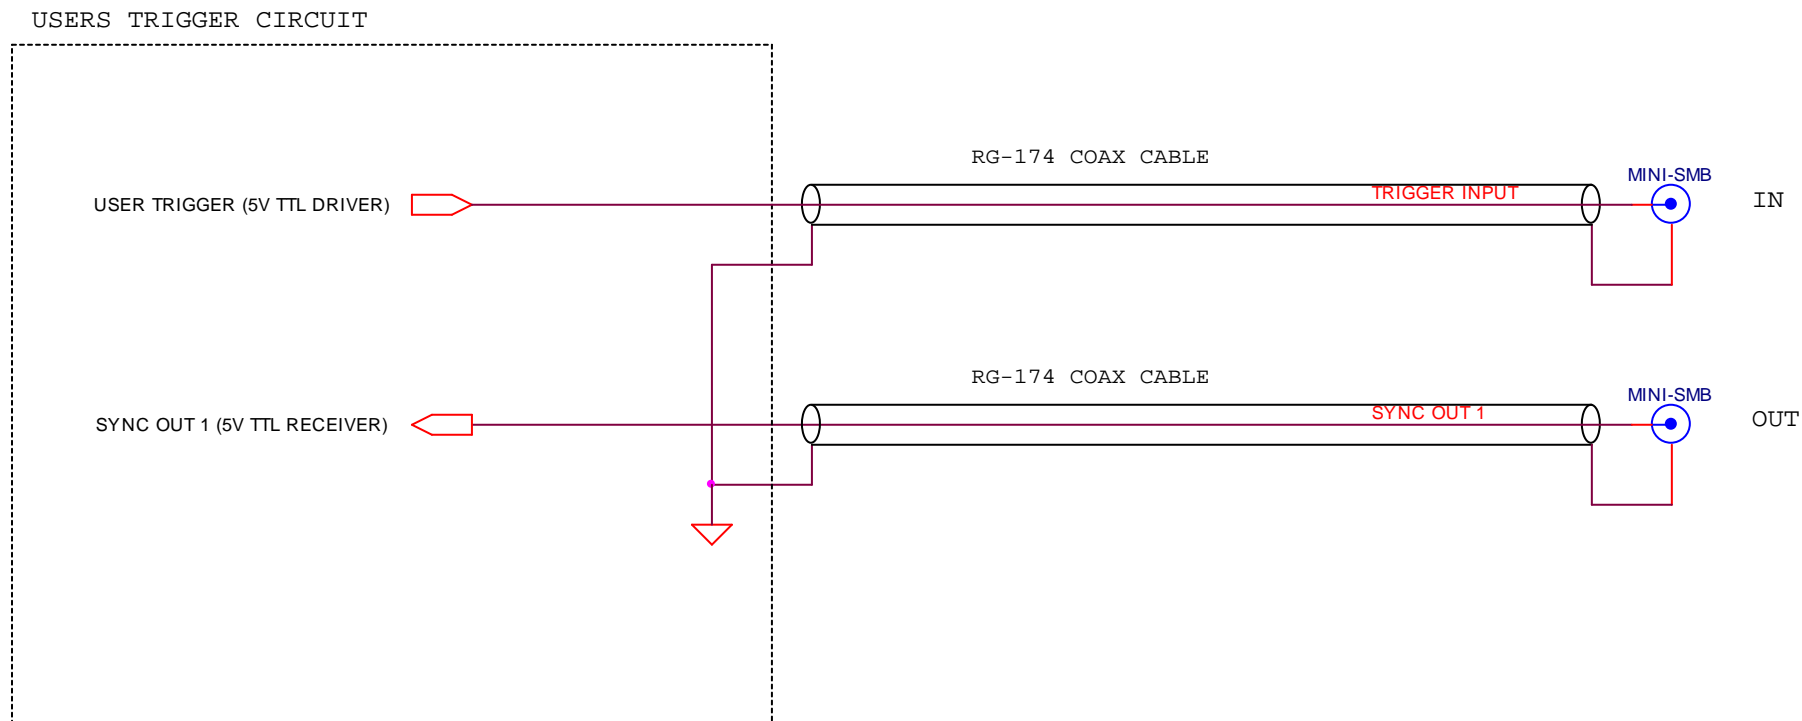 USERS TRIGGER CIRCUIT
RG-174 COAX CABLE
MINI-SMB
USER TRIGGER (5V TTL DRIVER)
TRIGGER INPUT
IN
RG-174 COAX CABLE
MINI-SMB
SYNC OUT 1 (5V TTL RECEIVER)
SYNC OUT 1
OUT